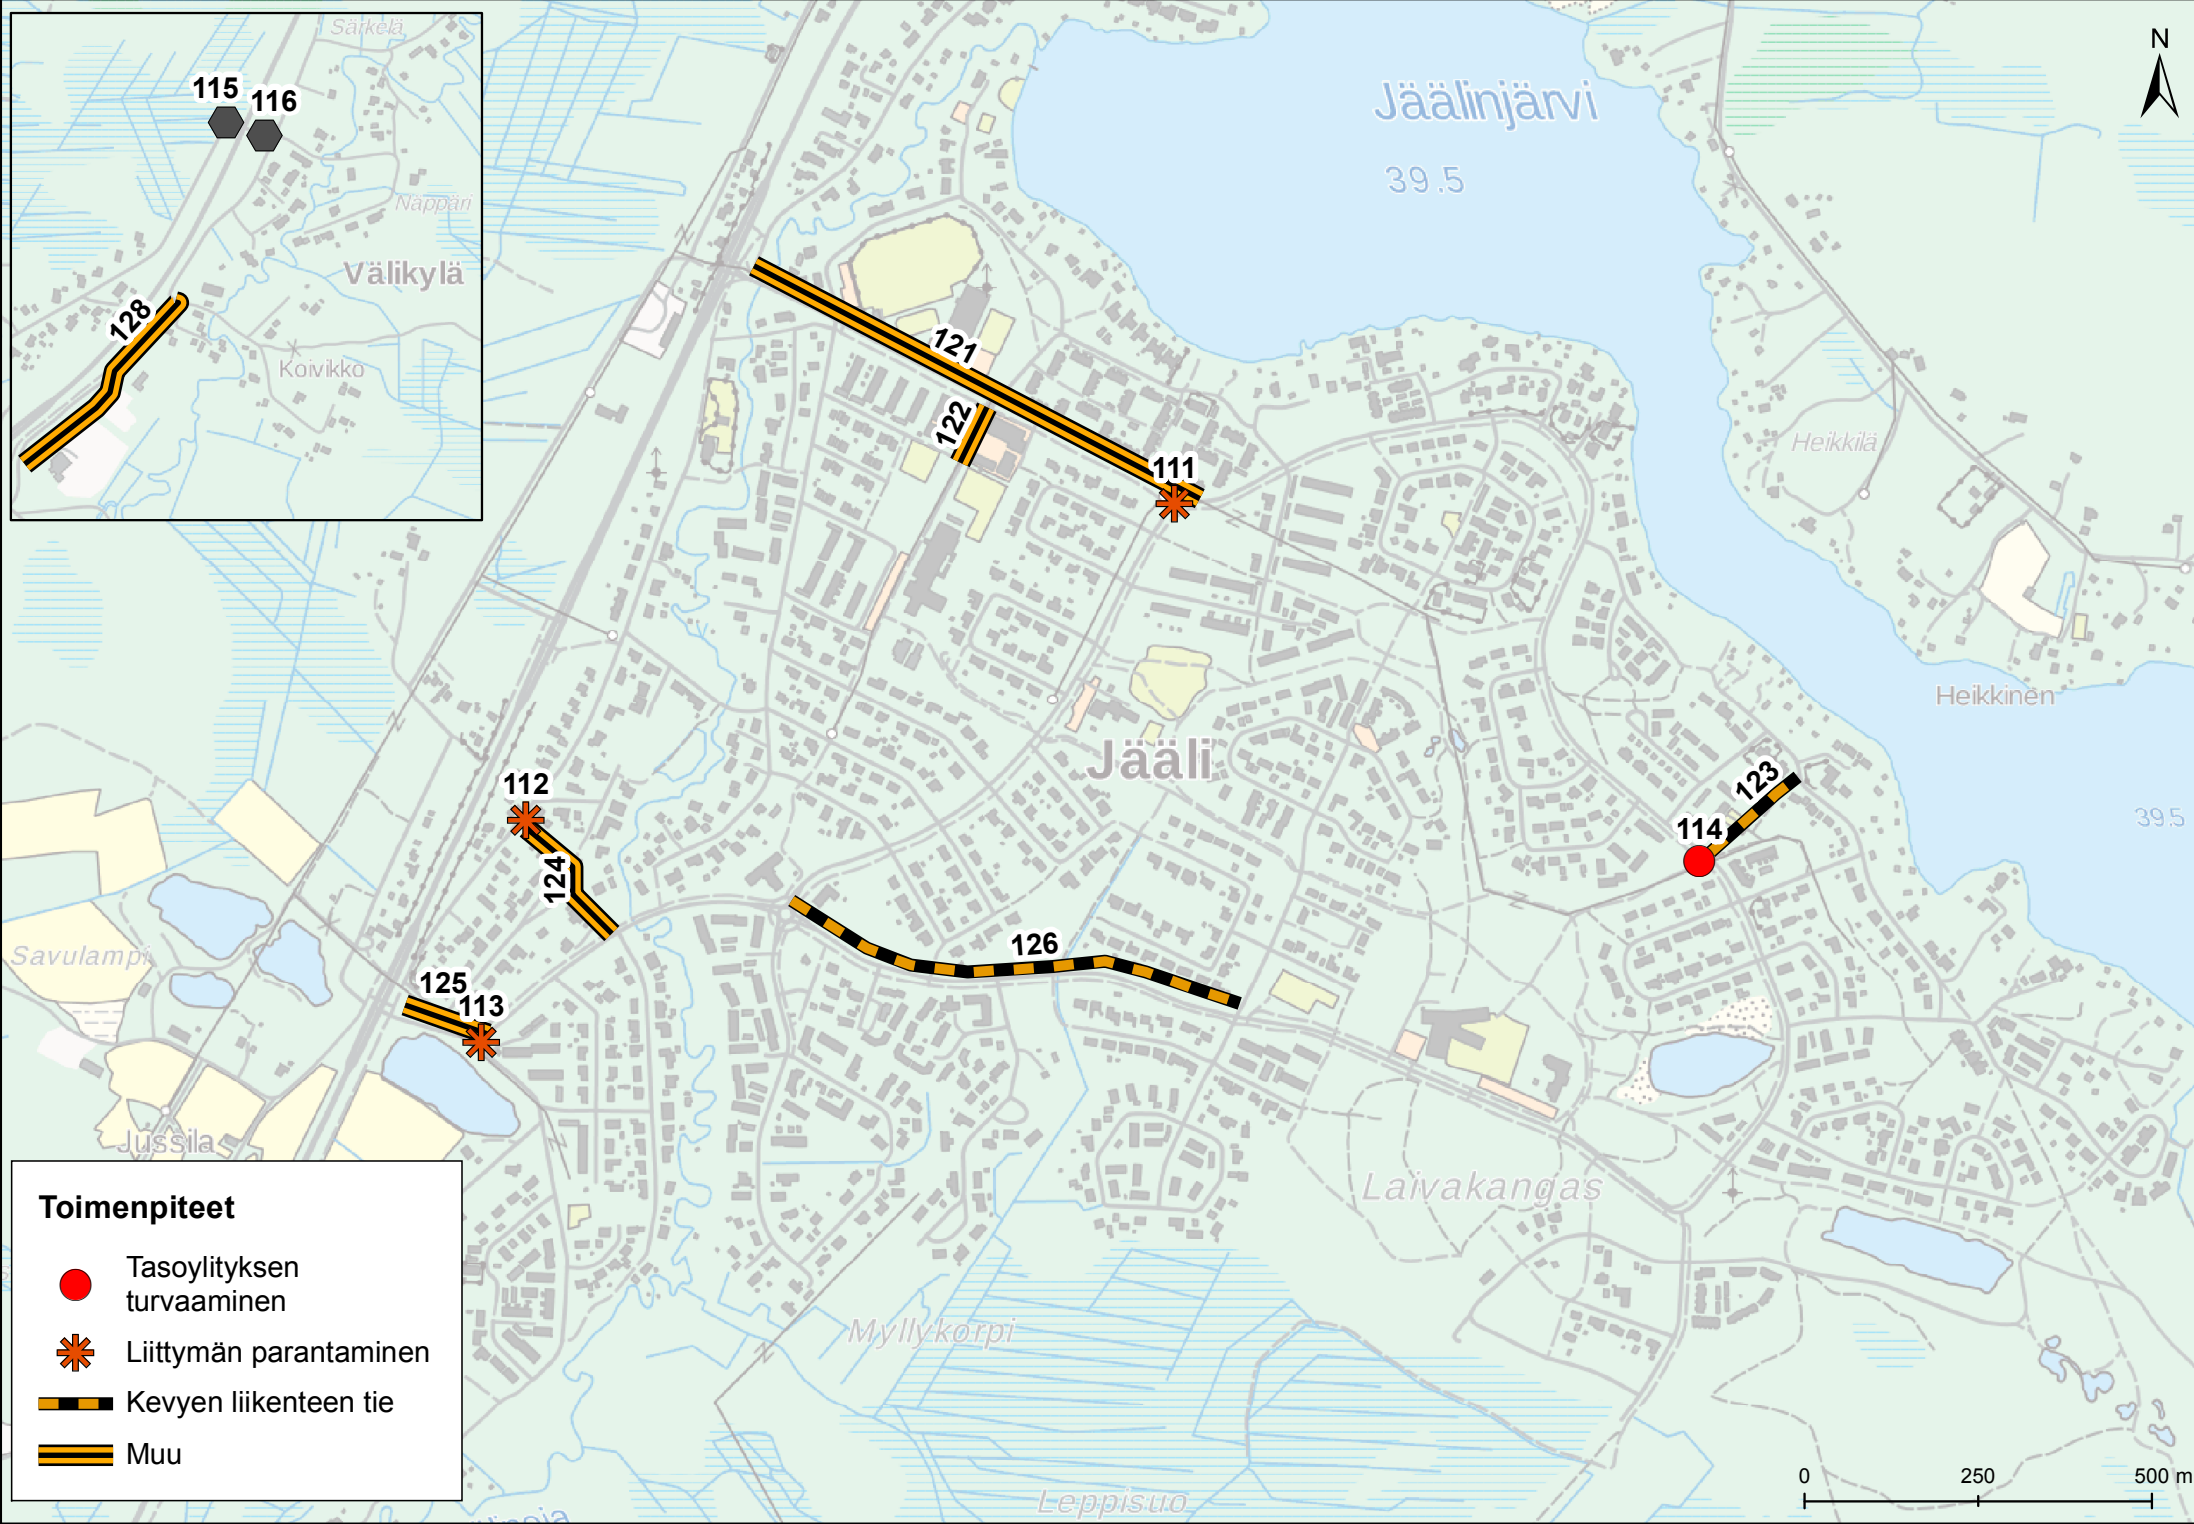 Särkelä
115
116
Näppäri
Välikylä
128
Koivikko
N
Jäälinjärvi
39.5
121
122
111
Heikkilä
Heikkinen
Jääli
112
123
39.5
114
124
126
Savulampi
125
113
Jussila
Laivakangas
Myllykorpi
Leppisuo
Toimenpiteet
Tasoylityksen
turvaaminen
Liittymän parantaminen
Kevyen liikenteen tie
Muu
0 250 500 m